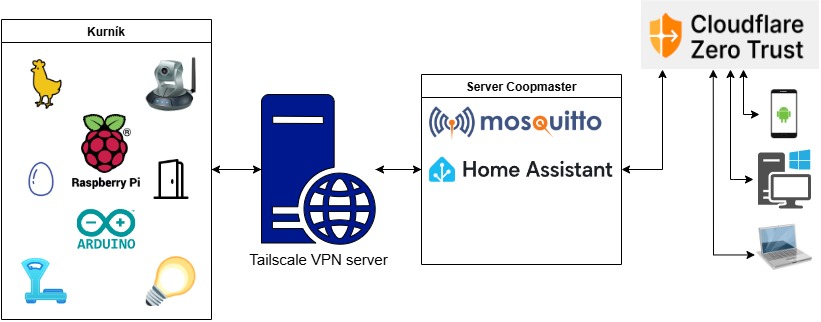 Kurník
Raspberry Pi
ARDUINO
Tailscale VPN server
Server Coopmaster
mosquitto
Home Assistant
Cloudflare
Zero Trust